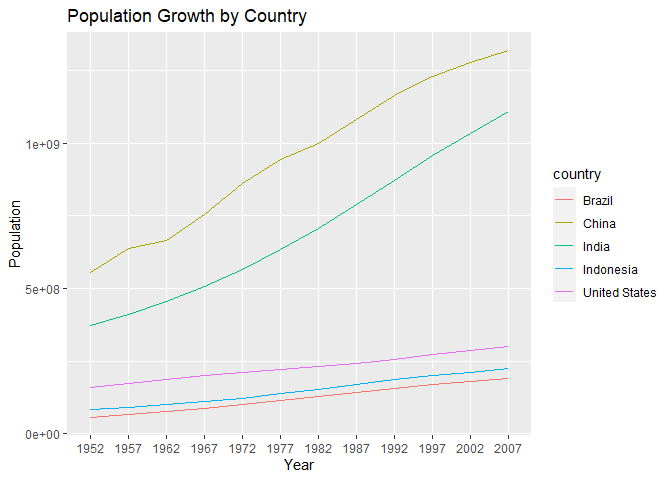 Population Growth by Country
Population
1e+09
5e+08
0e+00
1952 1957 1962 1967 1972 1977 1982 1987 1992 1997 2002 2007
Year
country
Brazil
China
India
Indonesia
United States